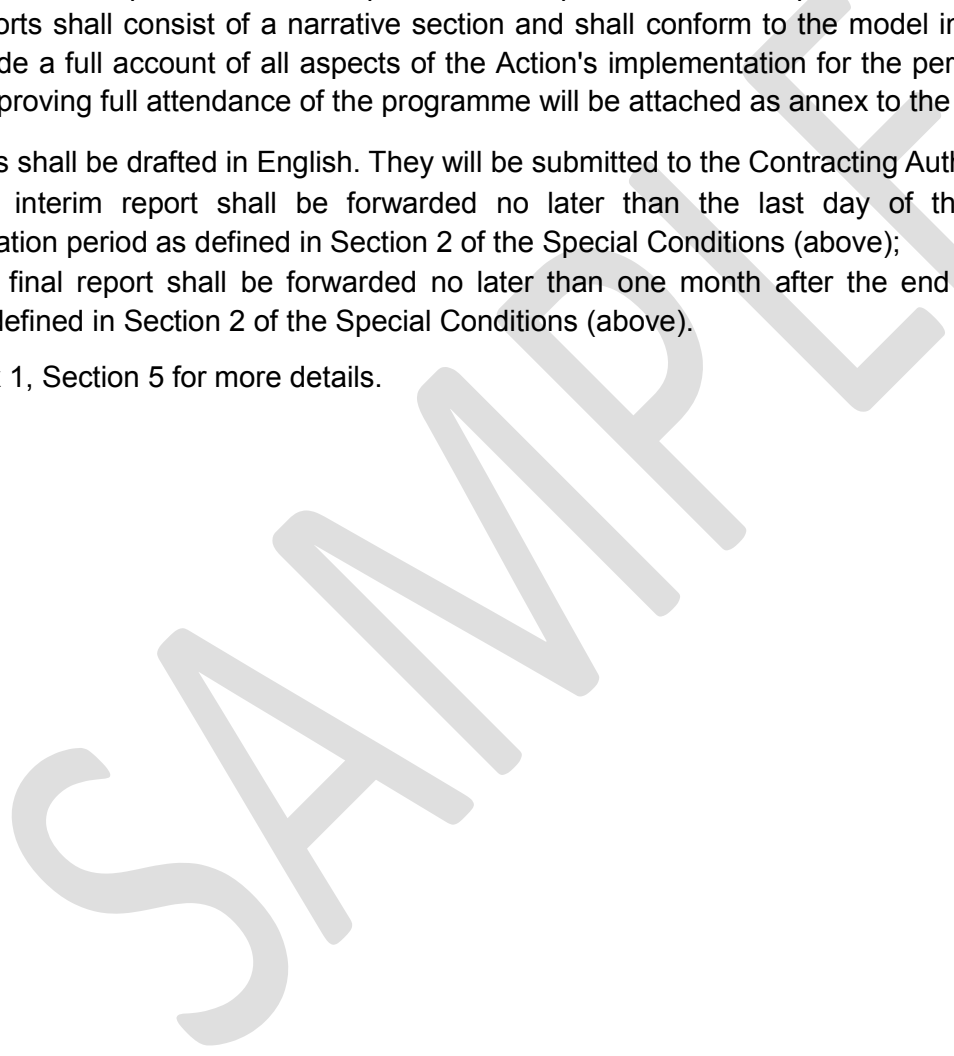 orts shall consist of a narrative section and shall conform to the model in
de a full account of all aspects of the Action's implementation for the per
proving full attendance of the programme will be attached as annex to the
s shall be drafted in English. They will be submitted to the Contracting Auth
interim report shall be forwarded no later than the last day of th
ation period as defined in Section 2 of the Special Conditions (above);
final report shall be forwarded no later than one month after the end
defined in Section 2 of the Special Conditions (above).
1, Section 5 for more details.
SAMPLE